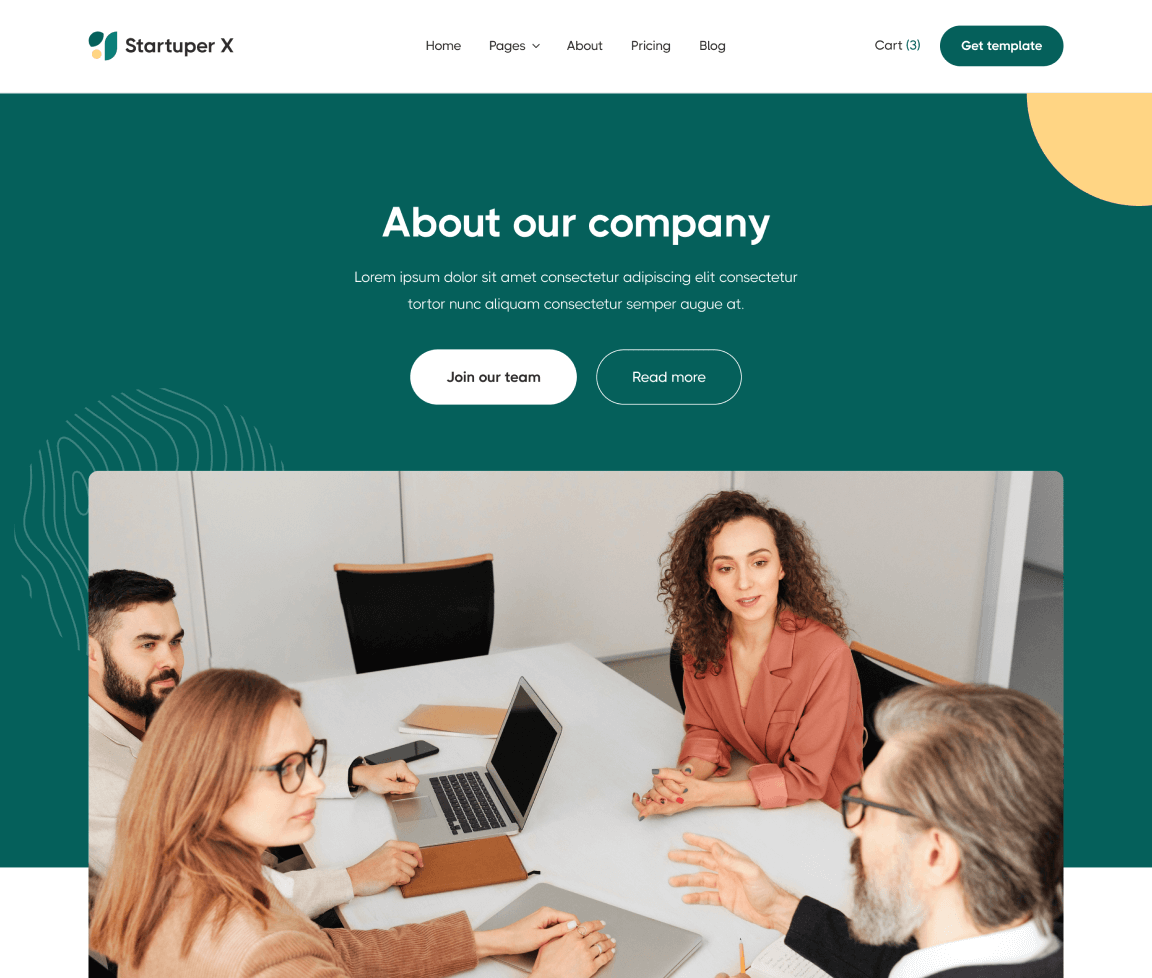 Startuper X
Home
Pages
About
Pricing
Blog
Cart (3)
Get template
About our company
Lorem ipsum dolor sit amet consectetur adipiscing elit consectetur
tortor nunc aliquam consectetur semper augue at.
Join our team
Read more